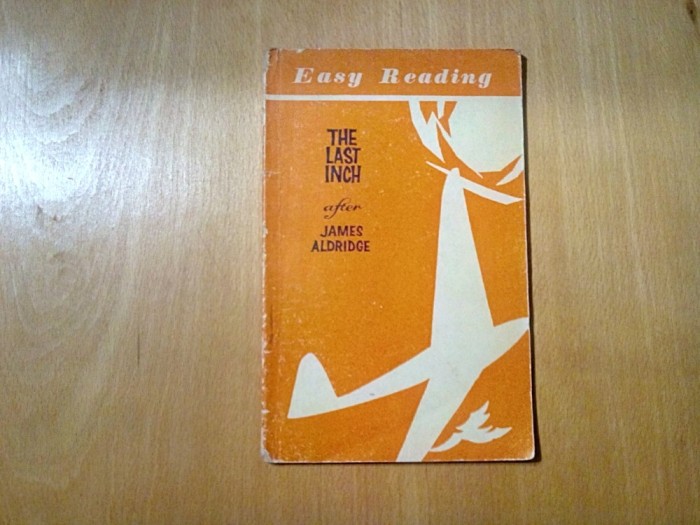 Easy Reading
THE
LAST
INCH
after
JAMES
ALDRIDGE